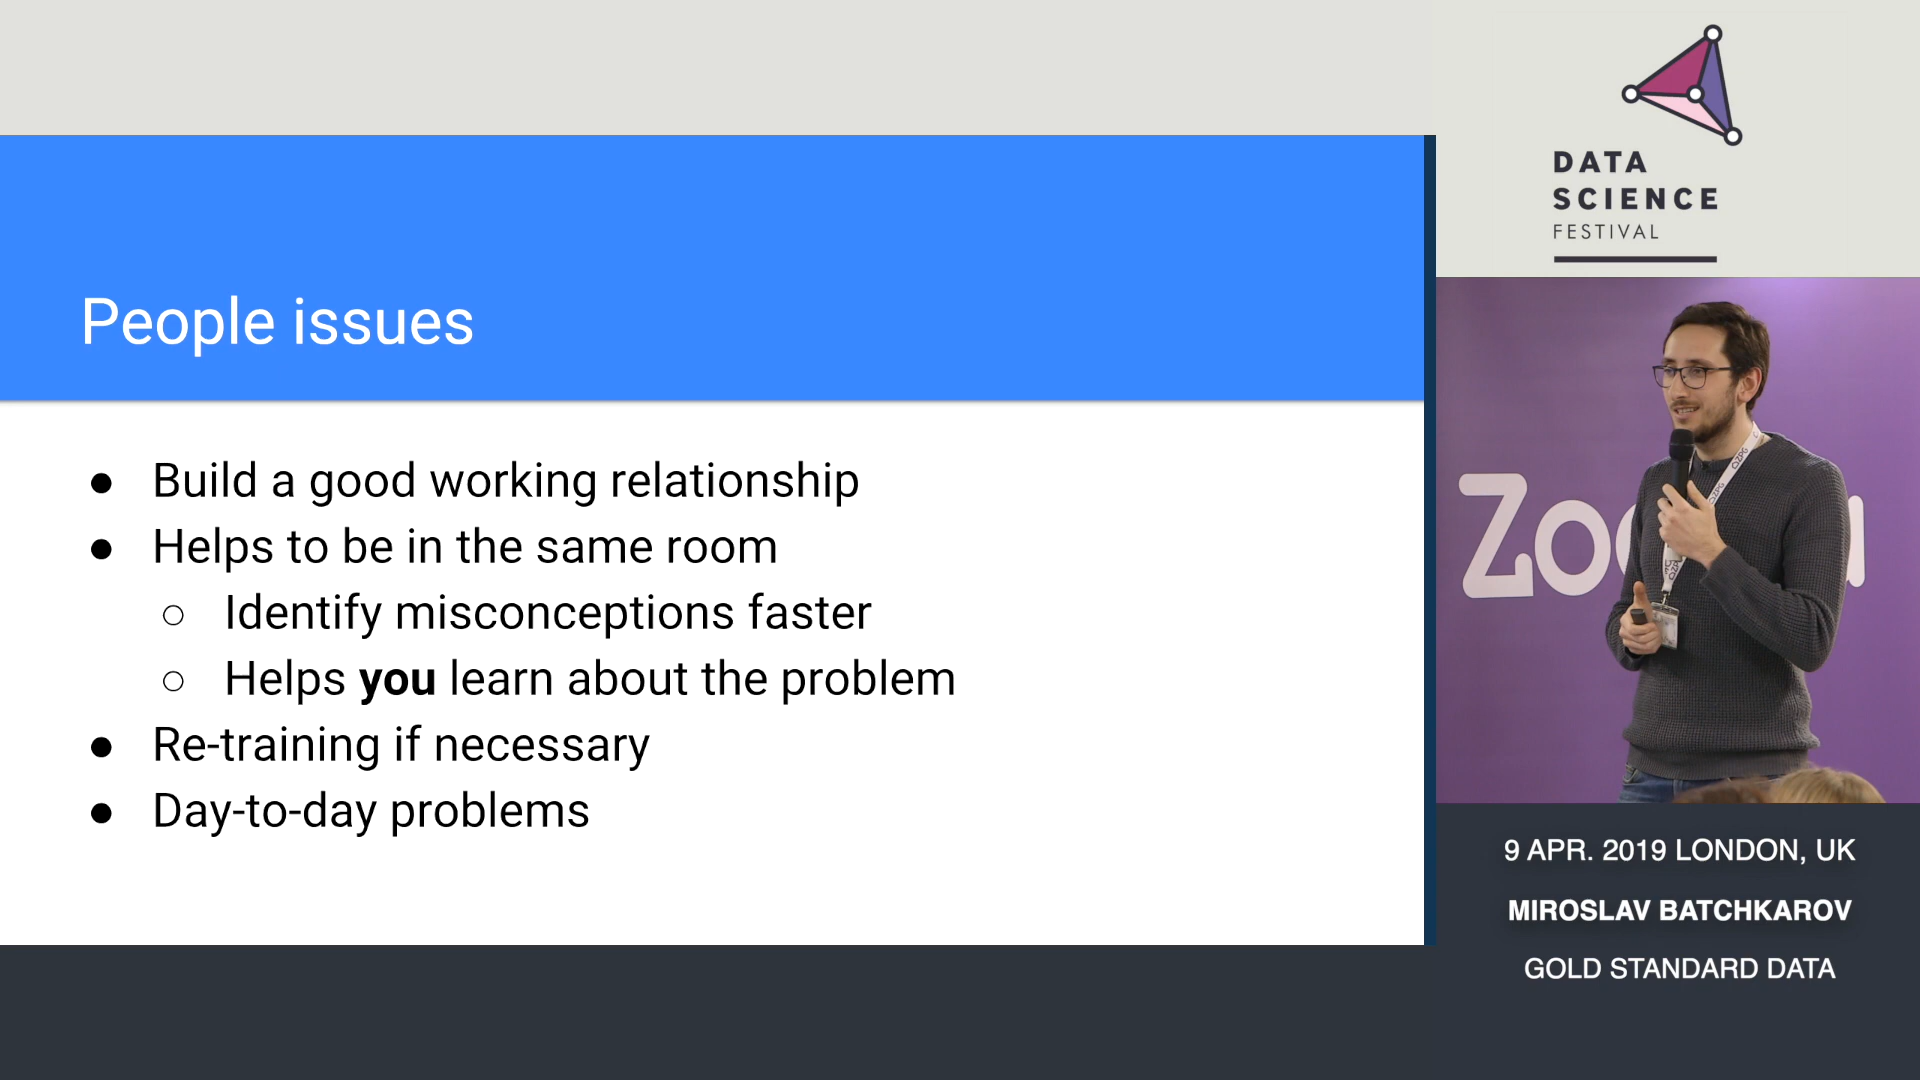 DATA
SCIENCE
FESTIVAL
People issues
● Build a good working relationship
● Helps to be in the same room
○ Identify misconceptions faster
○ Helps you learn about the problem
● Re-training if necessary
● Day-to-day problems
ZPG
9 APR. 2019 LONDON, UK
MIROSLAV BATCHKAROV
GOLD STANDARD DATA